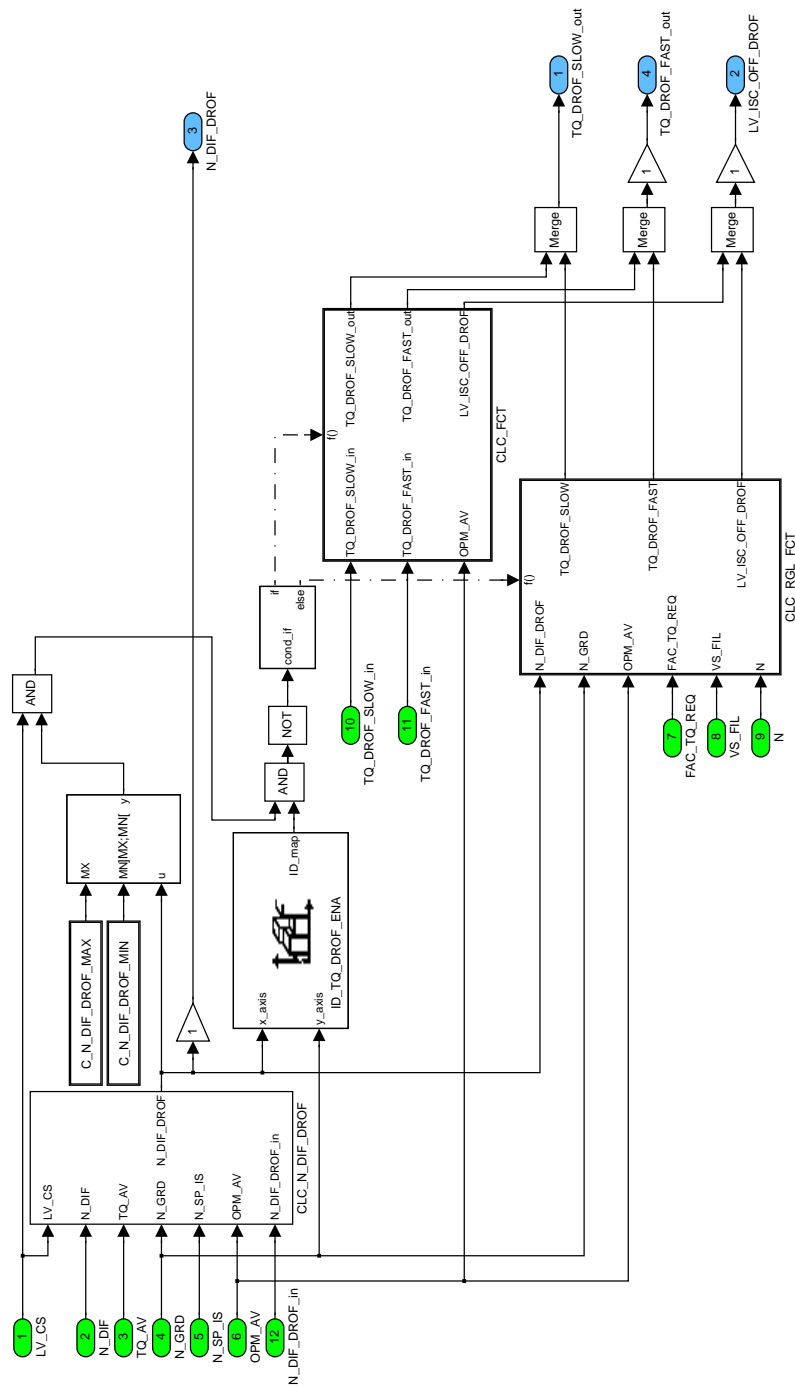 1
LV_CS
2
N_DIF
3
TQ_AV
4
N_GRD
5
N_SP_IS
6
OPM_AV
12
N_DIF_DROF_in
LV_CS
N_DIF
TQ_AV
N_GRD
N_SP_IS
OPM_AV
N_DIF_DROF_in
N_DIF_DROF
CLC_N_DIF_DROF
C_N_DIF_DROF_MAX
C_N_DIF_DROF_MIN
MX
MN
u
]MX;MN[
y
AND
1
3
N_DIF_DROF
x_axis
y_axis
ID_map
ID_TQ_DROF_ENA
AND
NOT
cond_if
if
else
10
TQ_DROF_SLOW_in
11
TQ_DROF_FAST_in
TQ_DROF_SLOW_in
TQ_DROF_FAST_in
OPM_AV
f()
TQ_DROF_SLOW_out
TQ_DROF_FAST_out
LV_ISC_OFF_DROF
CLC_FCT
7
FAC_TQ_REQ
8
VS_FIL
9
N
N_DIF_DROF
N_GRD
OPM_AV
FAC_TQ_REQ
VS_FIL
N
f()
TQ_DROF_SLOW
TQ_DROF_FAST
LV_ISC_OFF_DROF
CLC_RGL_FCT
Merge
Merge
Merge
1
1
1
TQ_DROF_SLOW_out
4
TQ_DROF_FAST_out
2
LV_ISC_OFF_DROF